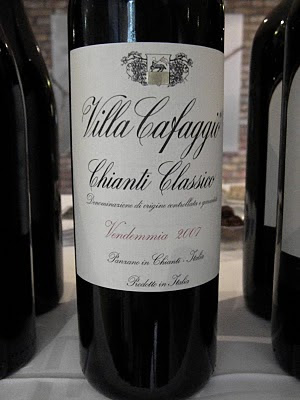 Villa Cafaggio
Chianti Classico
Denominazione di origine controllata e garantita
Vendemmia 2007
Panzano in Chianti - Italia
Prodotto in Italia